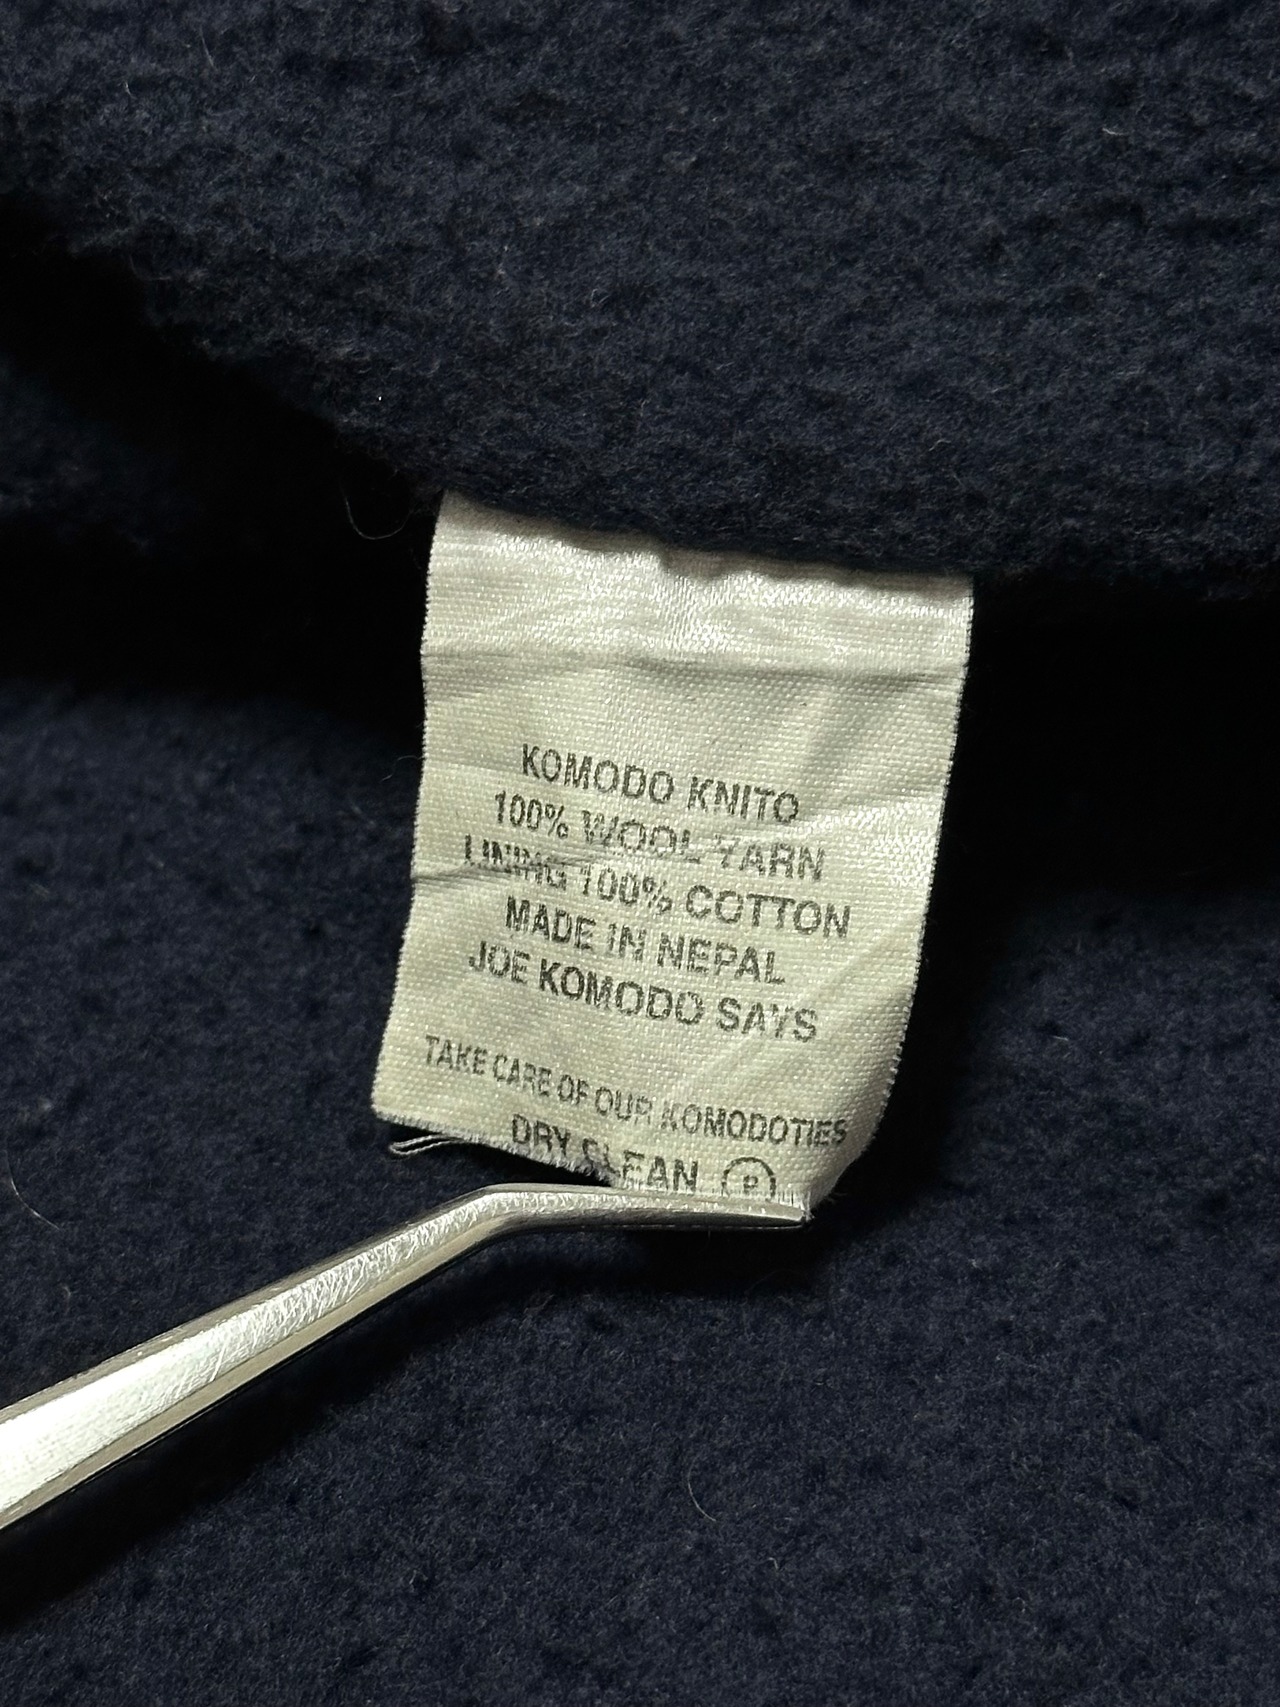 KOMODO KNITO
100% WOOL YARN
LINING 100% COTTON
MADE IN NEPAL
JOE KOMODO SAYS
TAKE CARE OF OUR KOMODOTIES
DRY CLEAN Ⓟ